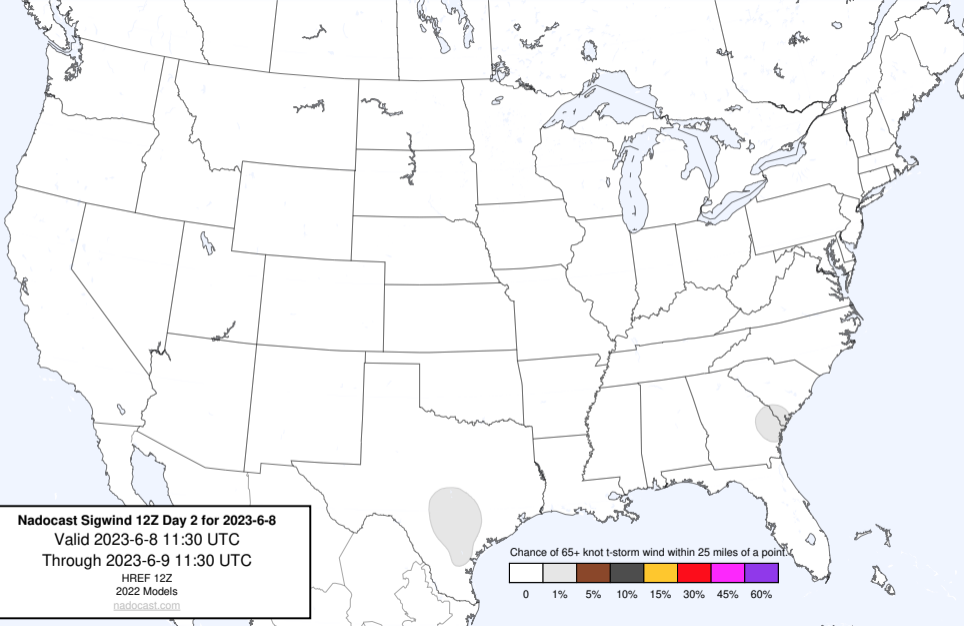 Nadocast Sigwind 12Z Day 2 for 2023-6-8
Valid 2023-6-8 11:30 UTC
Through 2023-6-9 11:30 UTC
HREF 12Z
2022 Models
nadocast.com
Chance of 65+ knot t-storm wind within 25 miles of a point.
0 1% 5% 10% 15% 30% 45% 60%